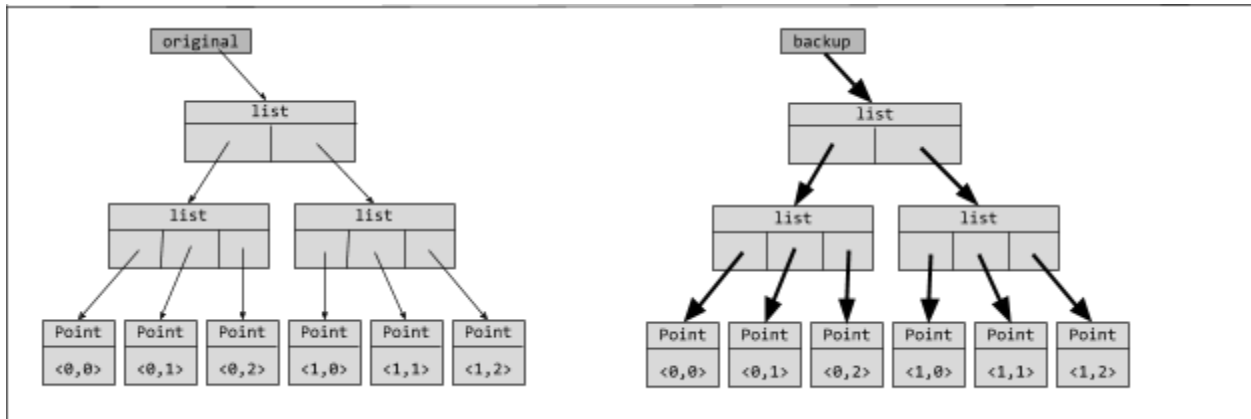 original backup
list list
list list list list
Point Point Point Point Point Point Point Point Point Point Point Point
<0,0> <0,1> <0,2> <1,0> <1,1> <1,2> <0,0> <0,1> <0,2> <1,0> <1,1> <1,2>